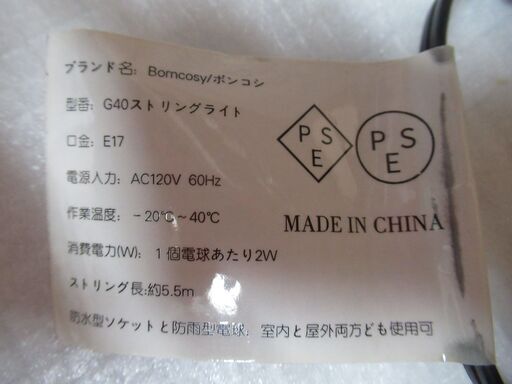 ブランド名: Bomcosy/ボンコシ
型番: G40ストリングライト
口金: E17
電源入力: AC120V 60Hz
作業温度: －20℃~40℃
消費電力(W): 1個電球あたり2W
ストリング長:約5.5m
防水型ソケットと防雨型電球, 室内と屋外両方ども使用可
PSE
PSE
MADE IN CHINA